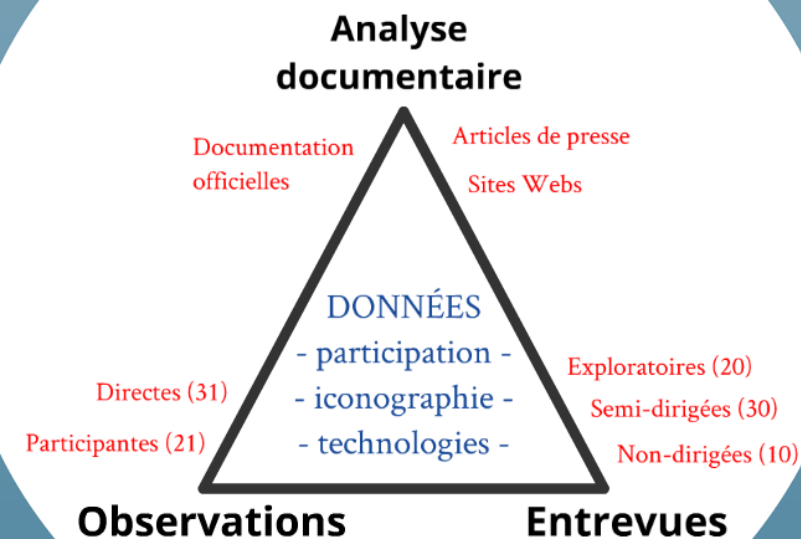 Analyse
documentaire
Documentation
officielles
Articles de presse
Sites Webs
DONNÉES
- participation -
- iconographie -
- technologies -
Directes (31)
Participantes (21)
Exploratoires (20)
Semi-dirigées (30)
Non-dirigées (10)
Observations
Entrevues